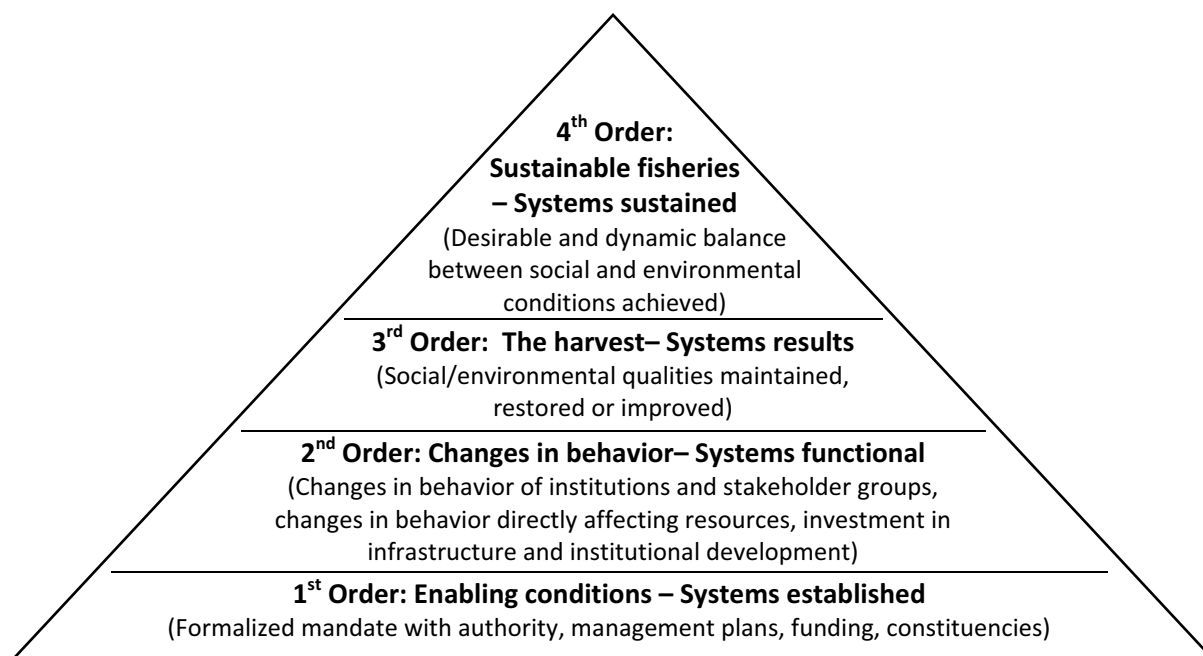 4th Order:
Sustainable fisheries
– Systems sustained
(Desirable and dynamic balance
between social and environmental
conditions achieved)
3rd Order:  The harvest– Systems results
(Social/environmental qualities maintained,
restored or improved)
2nd Order: Changes in behavior– Systems functional
(Changes in behavior of institutions and stakeholder groups,
changes in behavior directly affecting resources, investment in
infrastructure and institutional development)
1st Order: Enabling conditions – Systems established
(Formalized mandate with authority, management plans, funding, constituencies)